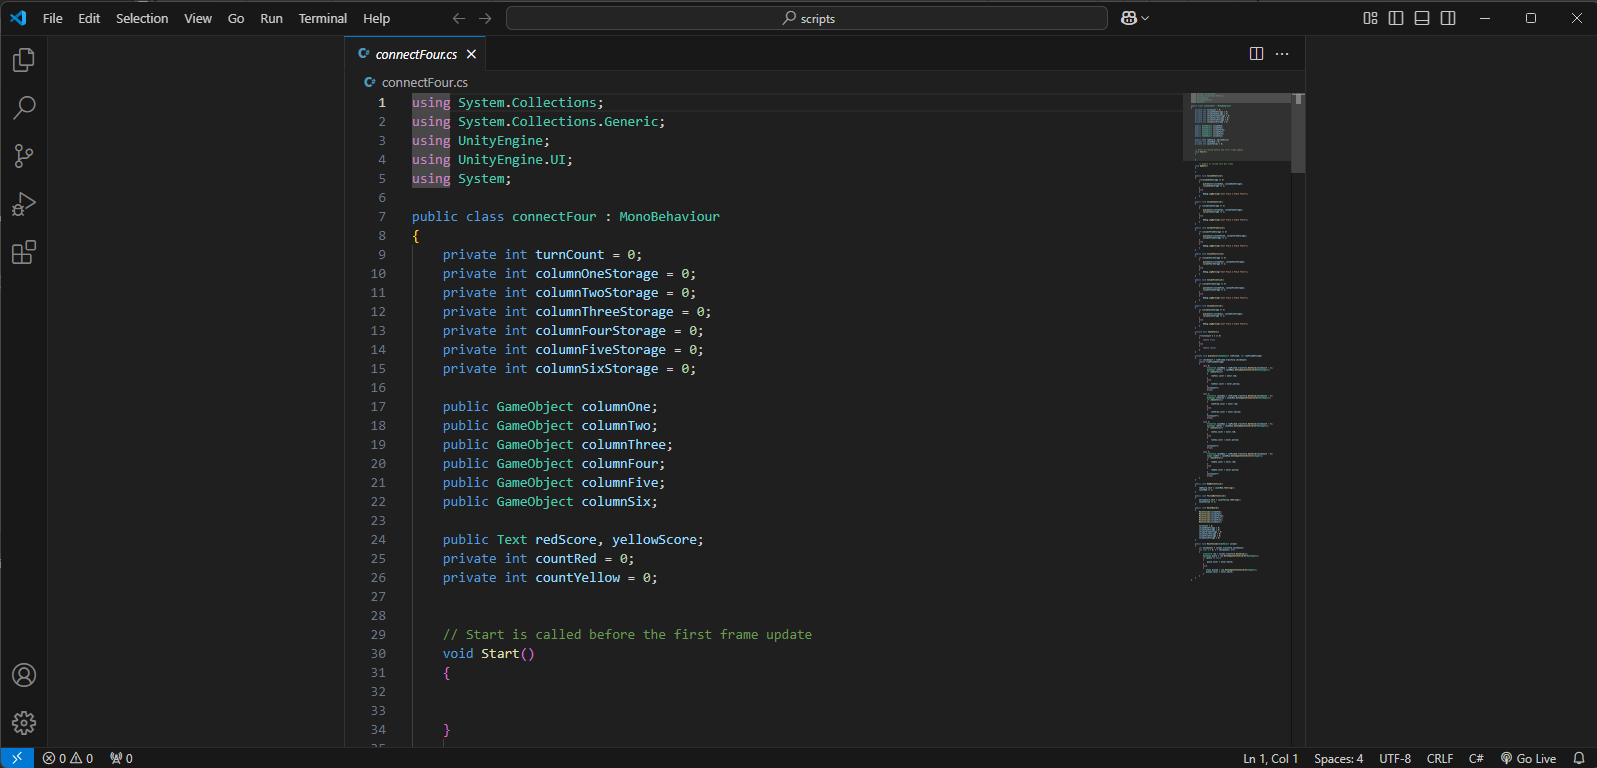 File Edit Selection View Go Run Terminal Help scripts
connectFour.cs
connectFour.cs
1 using System.Collections;
2 using System.Collections.Generic;
3 using UnityEngine;
4 using UnityEngine.UI;
5 using System;
6
7 public class connectFour : MonoBehaviour
8 {
9 private int turnCount = 0;
10 private int columnOneStorage = 0;
11 private int columnTwoStorage = 0;
12 private int columnThreeStorage = 0;
13 private int columnFourStorage = 0;
14 private int columnFiveStorage = 0;
15 private int columnSixStorage = 0;
16
17 public GameObject columnOne;
18 public GameObject columnTwo;
19 public GameObject columnThree;
20 public GameObject columnFour;
21 public GameObject columnFive;
22 public GameObject columnSix;
23
24 public Text redScore, yellowScore;
25 private int countRed = 0;
26 private int countYellow = 0;
27
28
29 // Start is called before the first frame update
30 void Start()
31 {
32
33
34 }
0 0 0 Ln 1, Col 1 Spaces: 4 UTF-8 CRLF C# Go Live